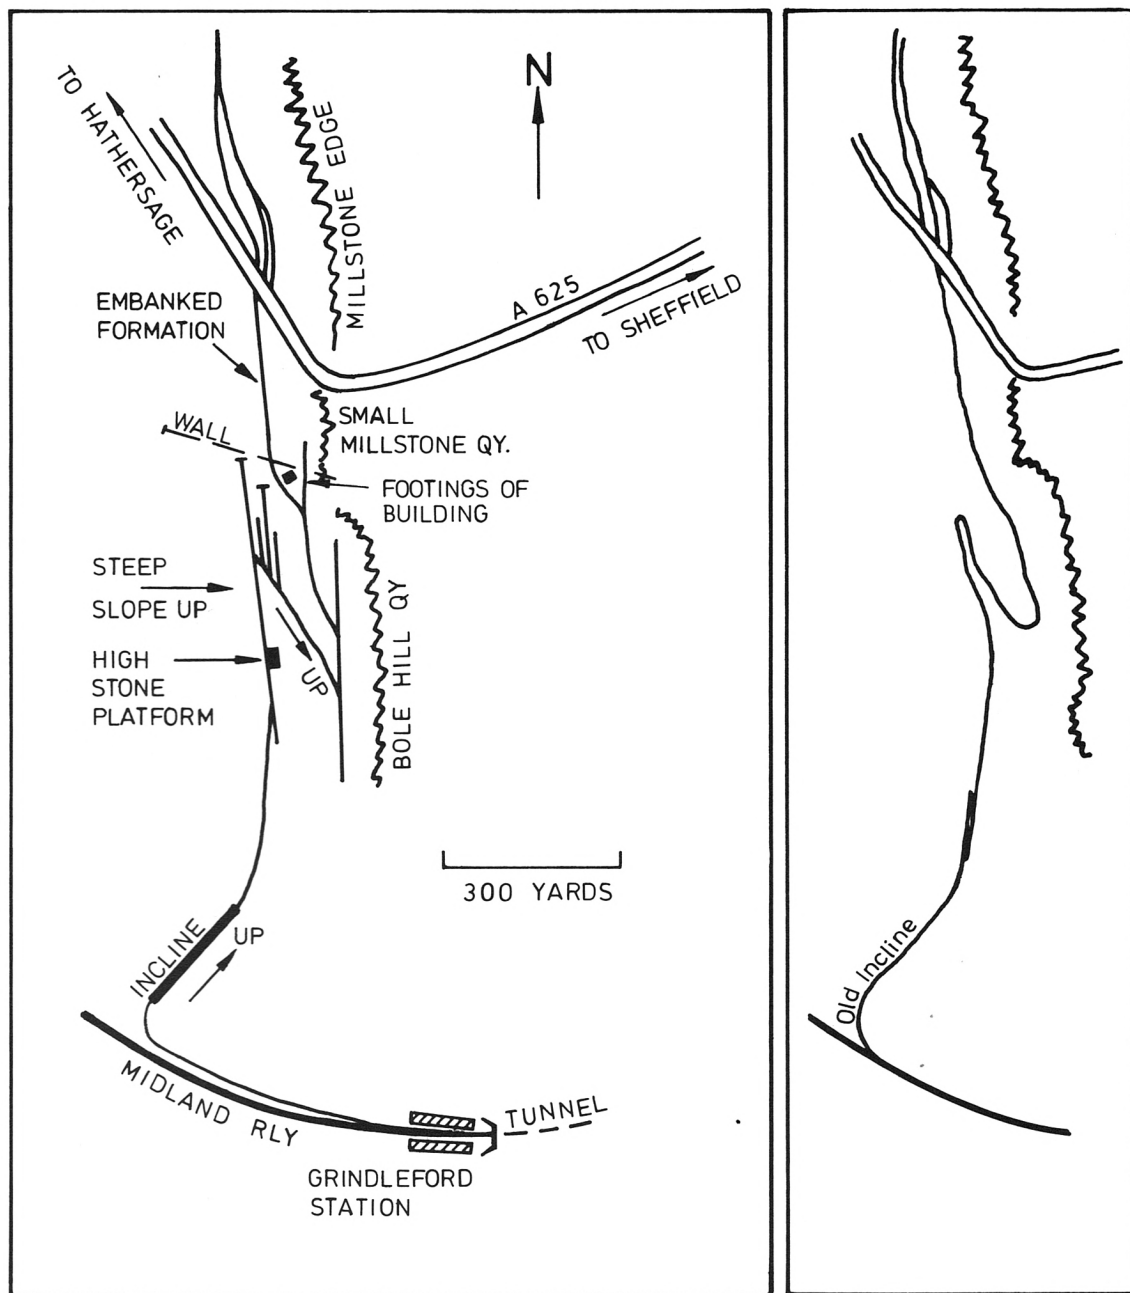 N
TO HATHERSAGE
MILLSTONE EDGE
A 625
TO SHEFFIELD
EMBANKED
FORMATION
WALL
SMALL
MILLSTONE QY.
FOOTINGS OF
BUILDING
STEEP
SLOPE UP
HIGH
STONE
PLATFORM
UP
BOLE HILL QY
300 YARDS
INCLINE
UP
MIDLAND RLY
TUNNEL
GRINDLEFORD
STATION
Old Incline